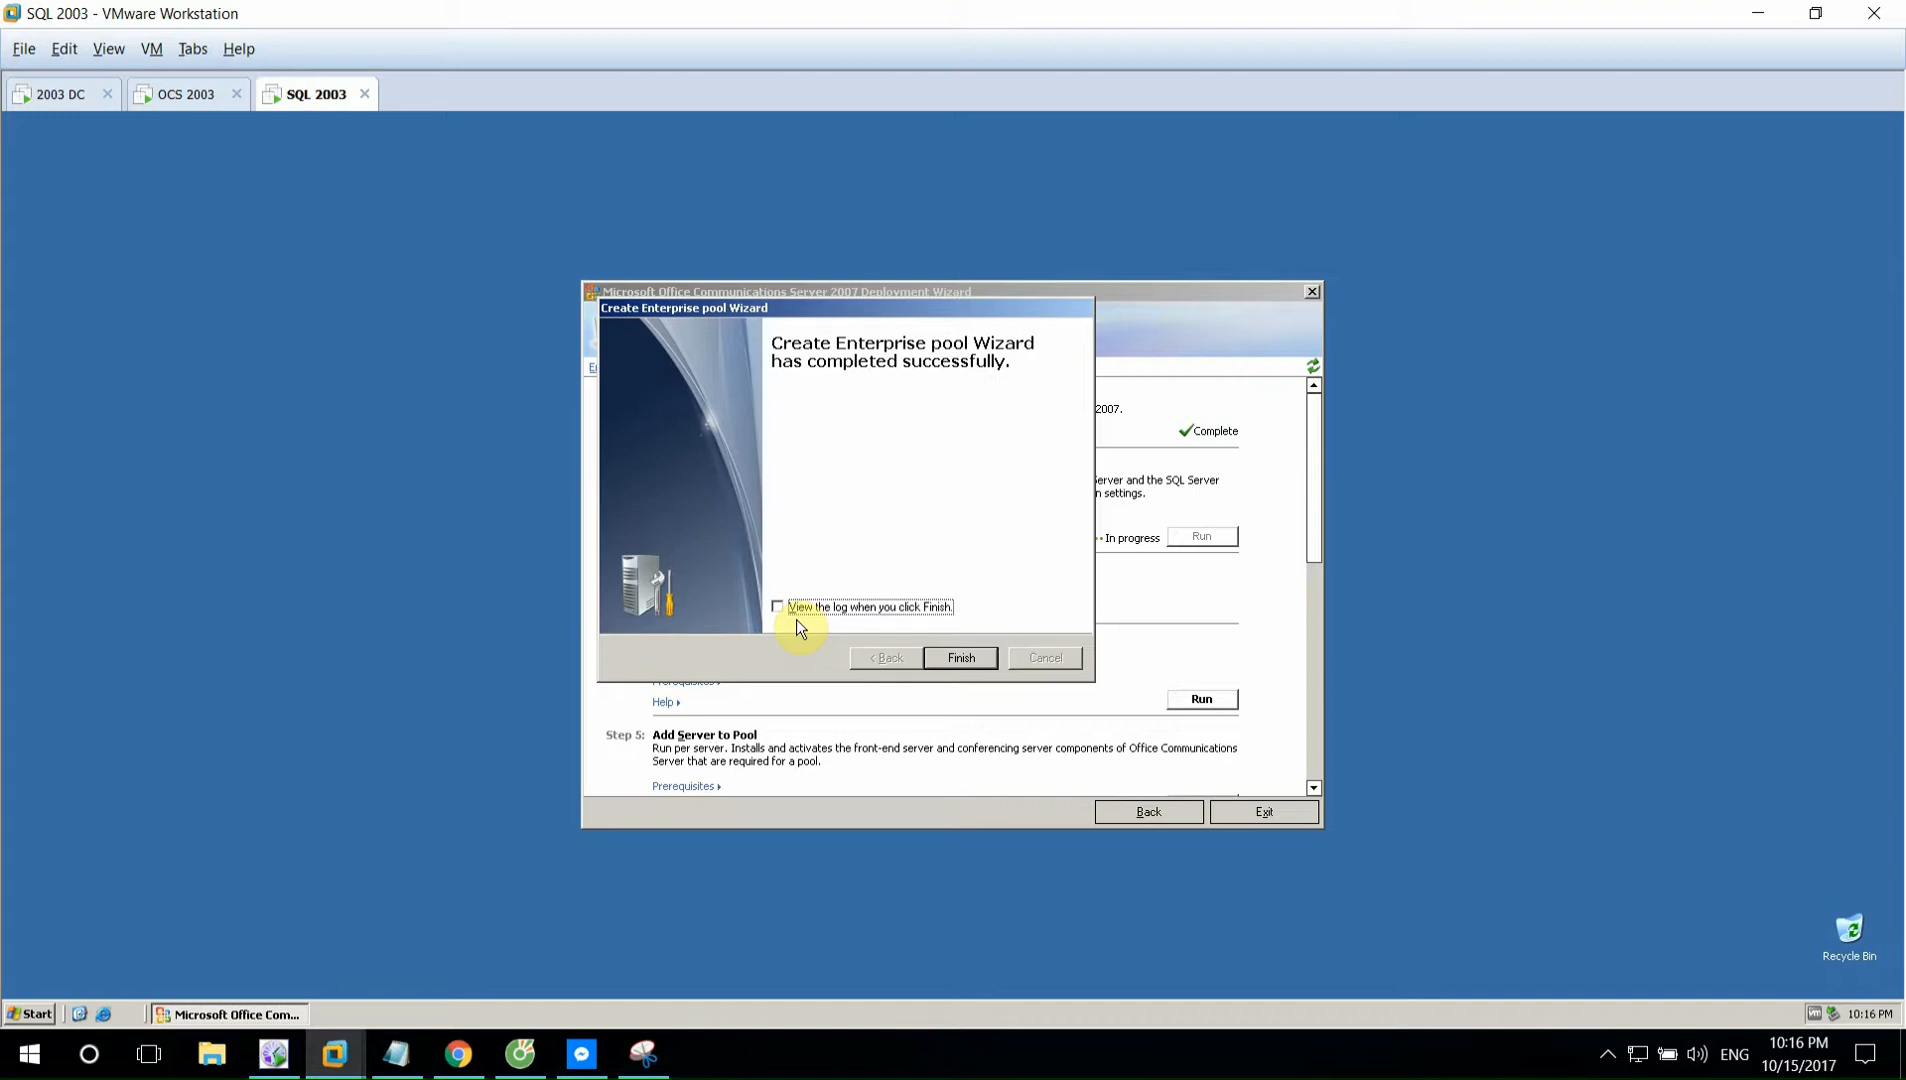 SQL 2003 - VMware Workstation
File Edit View VM Tabs Help
2003 DC
OCS 2003
SQL 2003
Microsoft Office Communications Server 2007 Deployment Wizard
Create Enterprise pool Wizard
Create Enterprise pool Wizard
has completed successfully.
2007.
Complete
Server and the SQL Server
n settings.
In progress
Run
View the log when you click Finish.
< Back
Finish
Cancel
Prerequisites
Help
Run
Step 5: Add Server to Pool
Run per server. Installs and activates the front-end server and conferencing server components of Office Communications
Server that are required for a pool.
Prerequisites
Back
Exit
Recycle Bin
Start
Microsoft Office Com...
10:16 PM
ENG
10:16 PM
10/15/2017